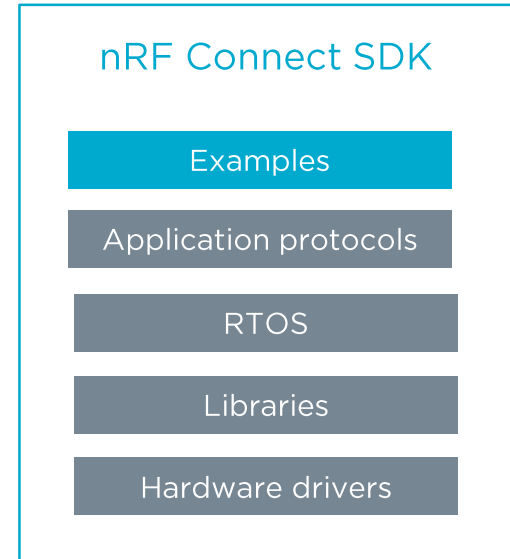 nRF Connect SDK
Examples
Application protocols
RTOS
Libraries
Hardware drivers